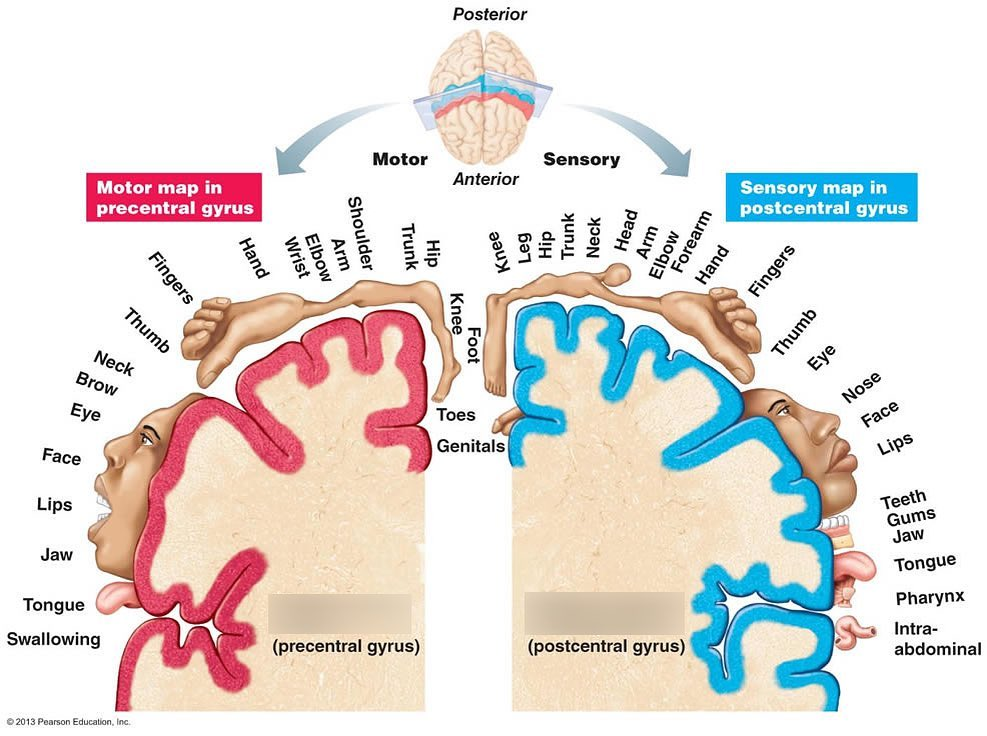 Posterior
Motor
Sensory
Anterior
Motor map in
precentral gyrus
Sensory map in
postcentral gyrus
Swallowing
Tongue
Jaw
Lips
Face
Eye
Brow
Neck
Thumb
Fingers
Hand
Wrist
Elbow
Arm
Shoulder
Trunk
Hip
Knee
Foot
Toes
Genitals
Knee
Leg
Hip
Trunk
Neck
Head
Arm
Elbow
Forearm
Hand
Fingers
Thumb
Eye
Nose
Face
Lips
Teeth
Gums
Jaw
Tongue
Pharynx
Intra-
abdominal
(precentral gyrus)
(postcentral gyrus)
© 2013 Pearson Education, Inc.